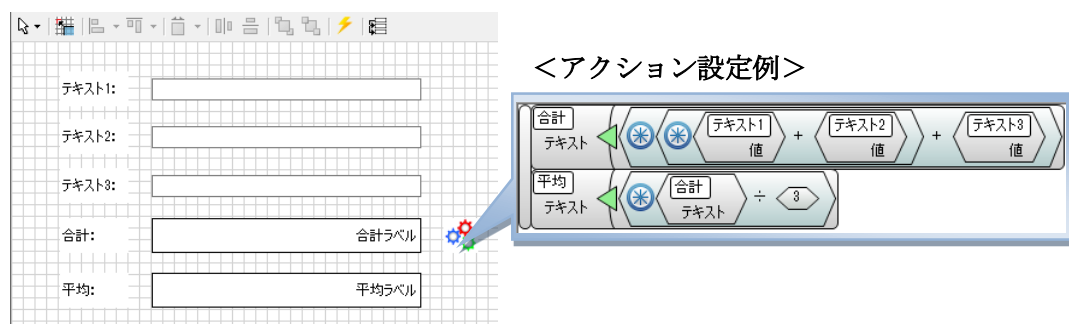 テキスト1:
テキスト2:
テキスト3:
合計:
合計ラベル
平均:
平均ラベル
＜アクション設定例＞
合計
テキスト
テキスト1
値
+
テキスト2
値
+
テキスト3
値
平均
テキスト
合計
テキスト
÷
3